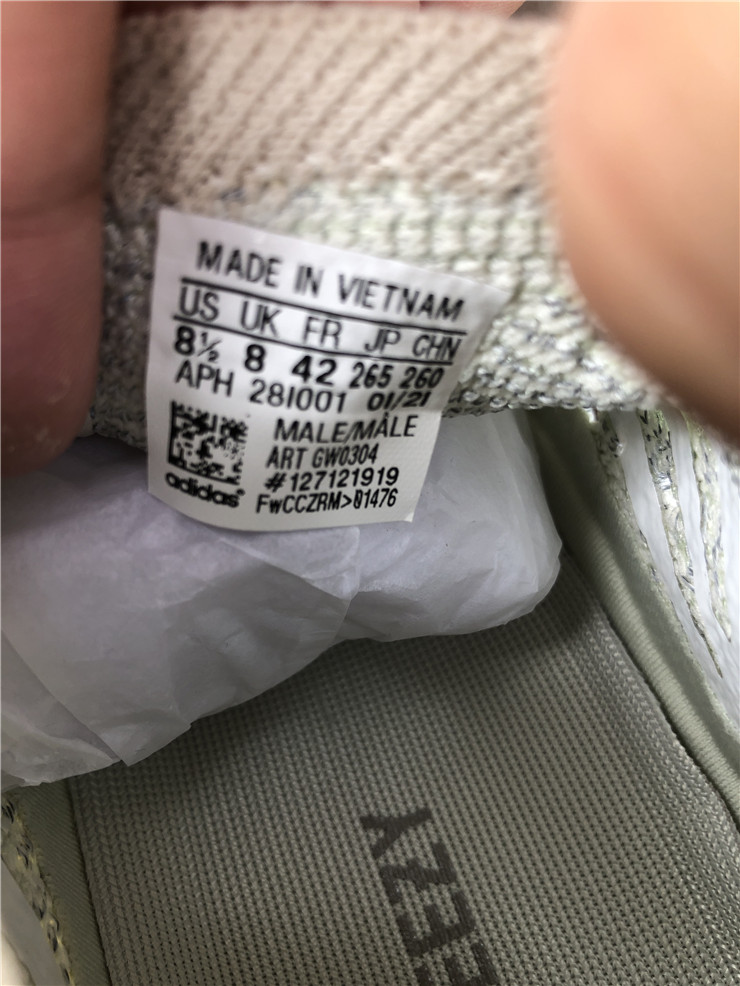 MADE IN VIETNAM
US UK FR JP CHN
8½ 8 42 265 260
APH 281001 01/21
MALE/MÂLE
ART GW0304
#127121919
FwCCZRM>01476
adidas
YEEZY